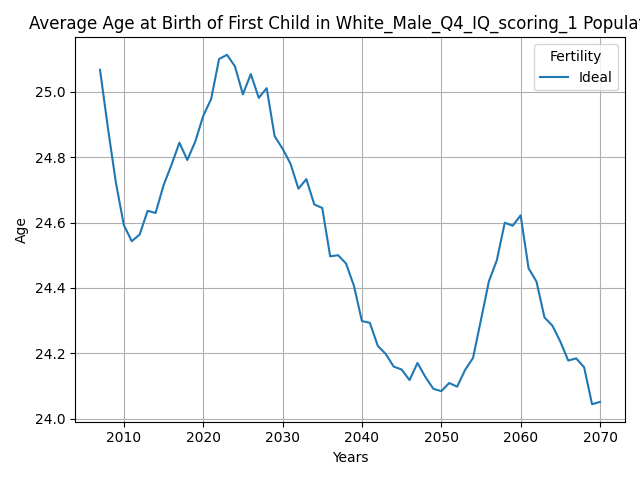 Average Age at Birth of First Child in White_Male_Q4_IQ_scoring_1 Populat
Fertility
Ideal
Age
25.0
24.8
24.6
24.4
24.2
24.0
2010 2020 2030 2040 2050 2060 2070
Years